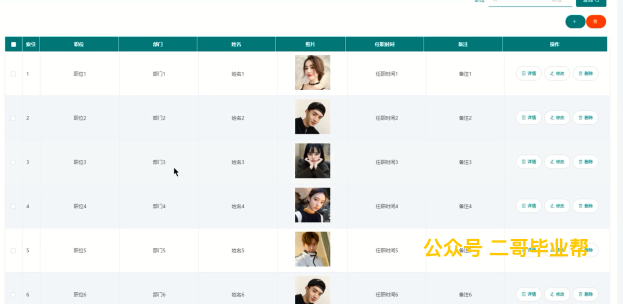 索引 职位 部门 姓名 照片 任职时间 备注 操作
1 职位1 部门1 姓名1 任职时间1 备注1 详情 修改 删除
2 职位2 部门2 姓名2 任职时间2 备注2 详情 修改 删除
3 职位3 部门3 姓名3 任职时间3 备注3 详情 修改 删除
4 职位4 部门4 姓名4 任职时间4 备注4 详情 修改 删除
5 职位5 部门5 姓名5 任职时间5 备注5 详情 修改 删除
公众号 二哥毕业帮
6 职位6 部门6 姓名6 任职时间6 备注6 详情 修改 删除